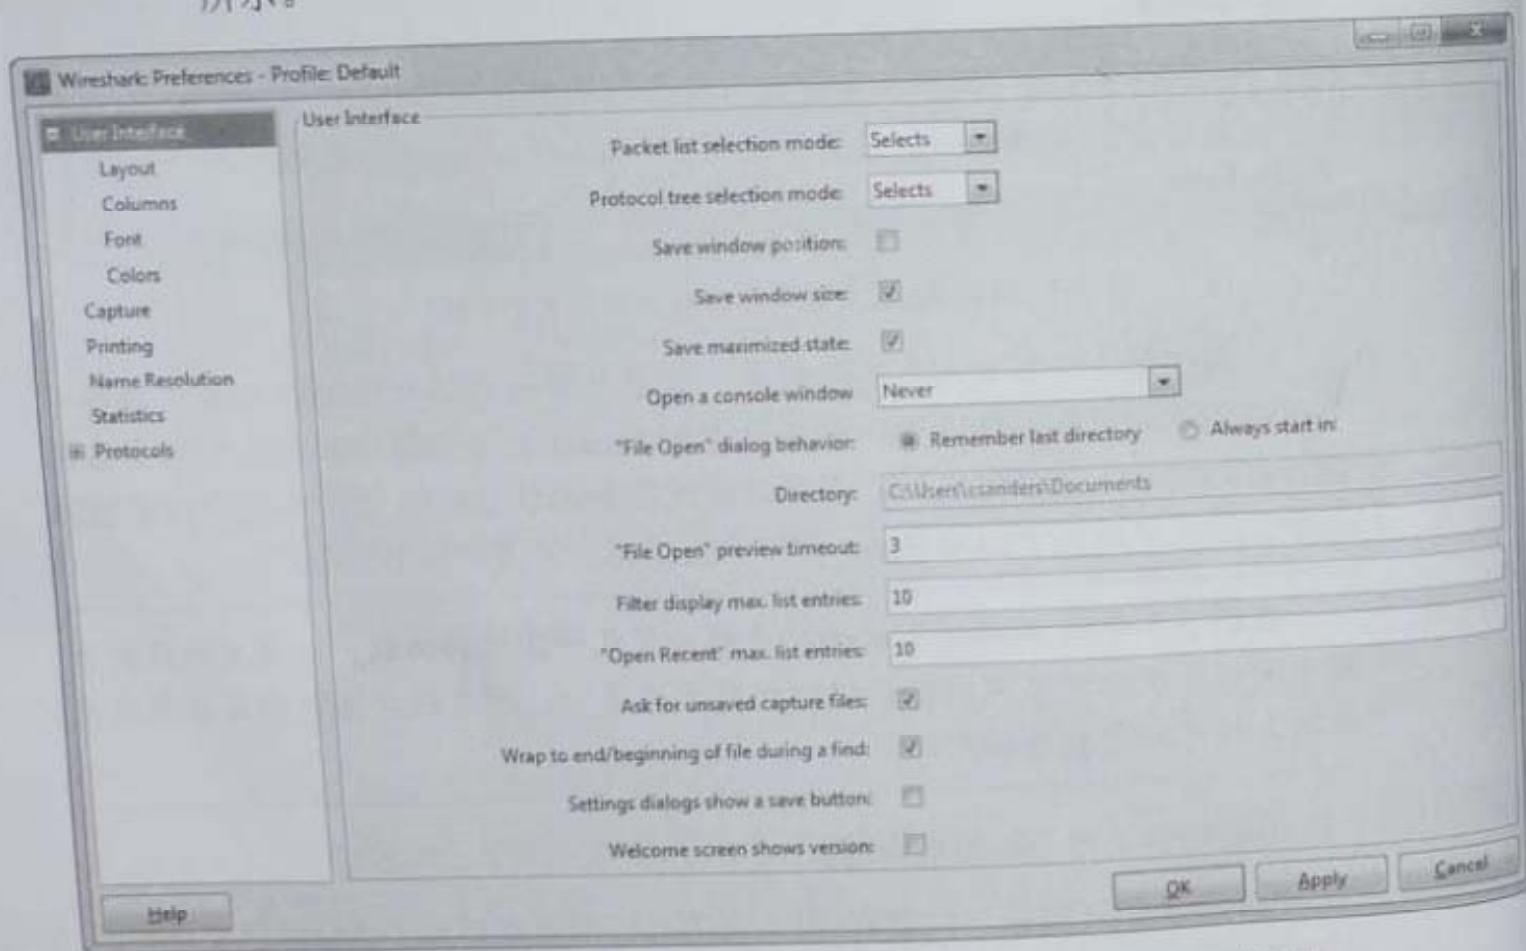 所示。
Wireshark: Preferences - Profile: Default
User Interface
Layout
Columns
Font
Colors
Capture
Printing
Name Resolution
Statistics
Protocols
Help
User Interface
Packet list selection mode: Selects
Protocol tree selection mode: Selects
Save window position:
Save window size:
Save maximized state:
Open a console window Never
"File Open" dialog behavior: Remember last directory Always start in:
Directory: C:\Users\csanders\Documents
"File Open" preview timeout: 3
Filter display max. list entries: 10
"Open Recent" max. list entries: 10
Ask for unsaved capture files:
Wrap to end/beginning of file during a find:
Settings dialogs show a save button:
Welcome screen shows version:
OK Apply Cancel